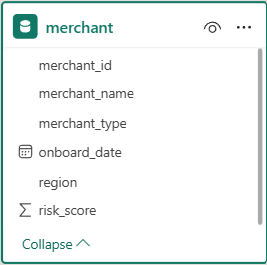 merchant
merchant_id
merchant_name
merchant_type
onboard_date
region
risk_score
Collapse